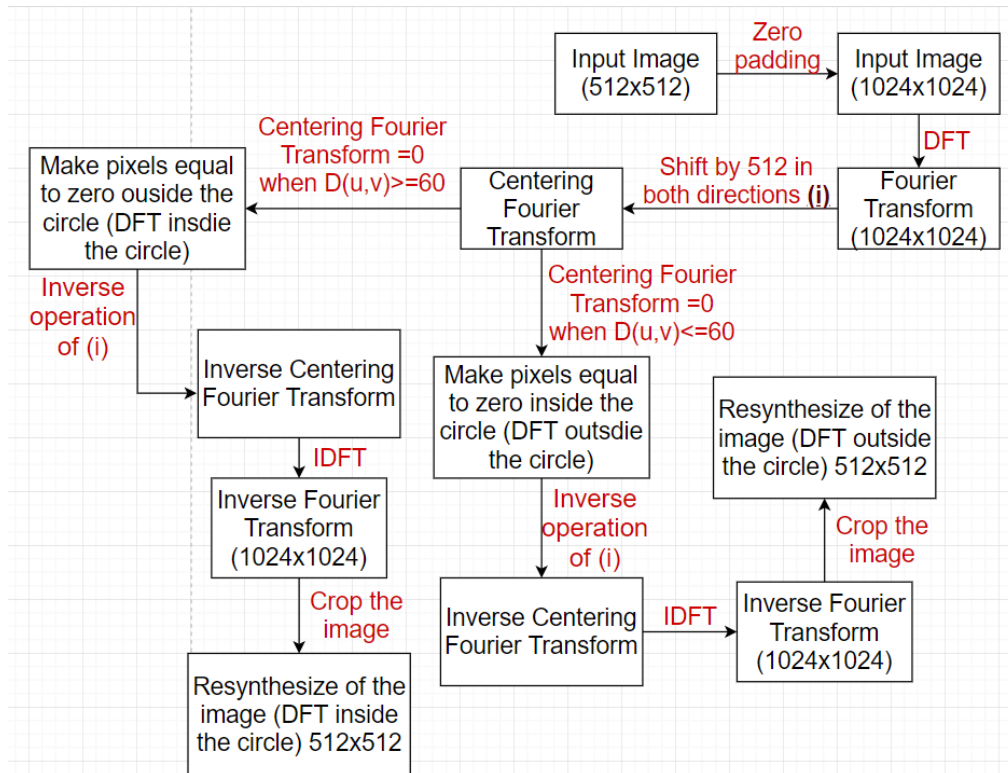 Input Image
(512x512)
Zero
padding
Input Image
(1024x1024)
DFT
Fourier
Transform
(1024x1024)
Shift by 512 in
both directions (i)
Centering
Fourier
Transform
Centering Fourier
Transform =0
when D(u,v)>=60
Make pixels equal
to zero ouside the
circle (DFT insdie
the circle)
Inverse
operation
of (i)
Inverse Centering
Fourier Transform
IDFT
Inverse Fourier
Transform
(1024x1024)
Crop the
image
Resynthesize of the
image (DFT inside
the circle) 512x512
Centering Fourier
Transform =0
when D(u,v)<=60
Make pixels equal
to zero inside the
circle (DFT outsdie
the circle)
Inverse
operation
of (i)
Inverse Centering
Fourier Transform
IDFT
Inverse Fourier
Transform
(1024x1024)
Crop the
image
Resynthesize of the
image (DFT outside
the circle) 512x512